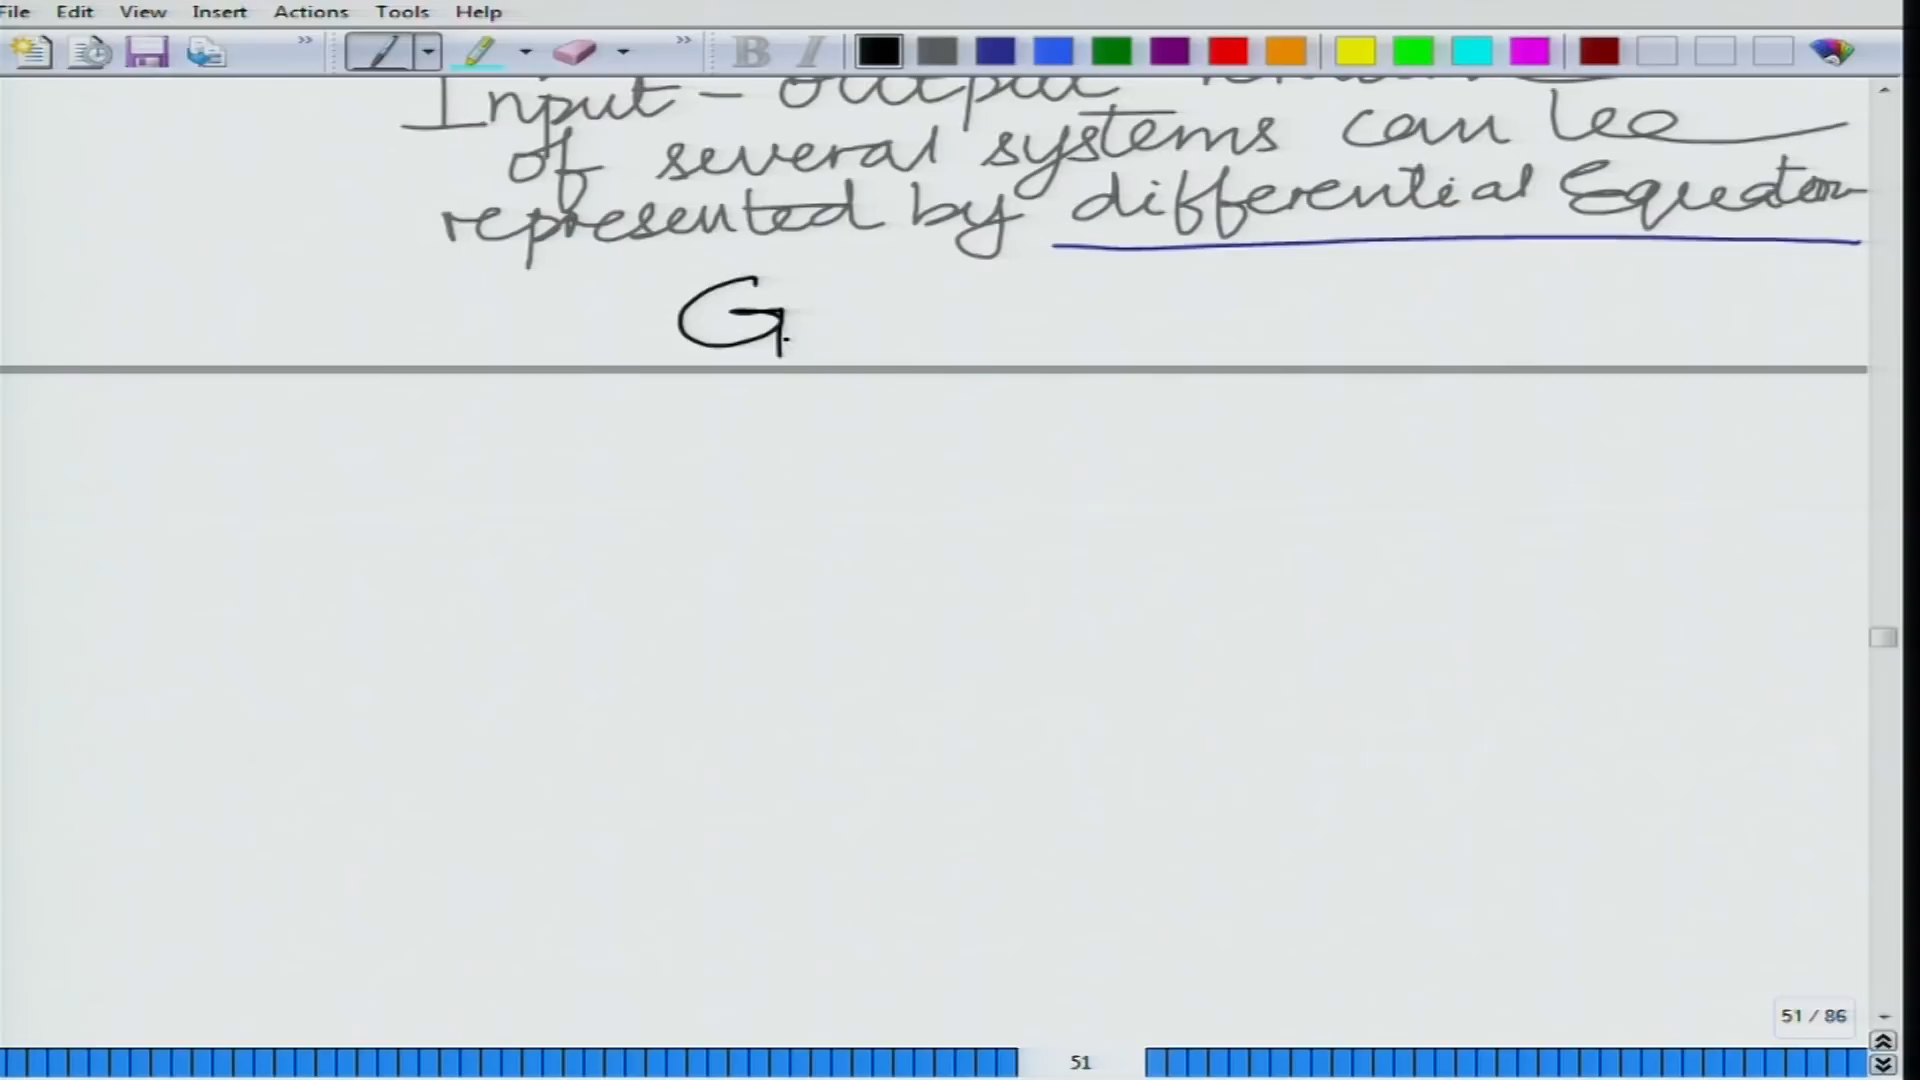 File Edit View Insert Actions Tools Help
B I
Input - output
of several systems can be
represented by differential Equation
G
51 / 86
51